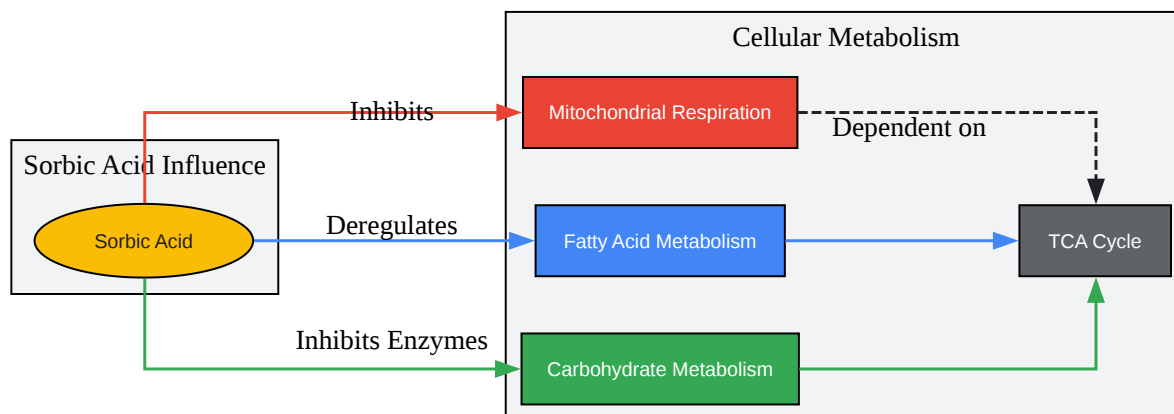 Cellular Metabolism
Inhibits
Mitochondrial Respiration
Dependent on
Sorbic Acid Influence
Sorbic Acid
Deregulates
Fatty Acid Metabolism
TCA Cycle
Inhibits Enzymes
Carbohydrate Metabolism